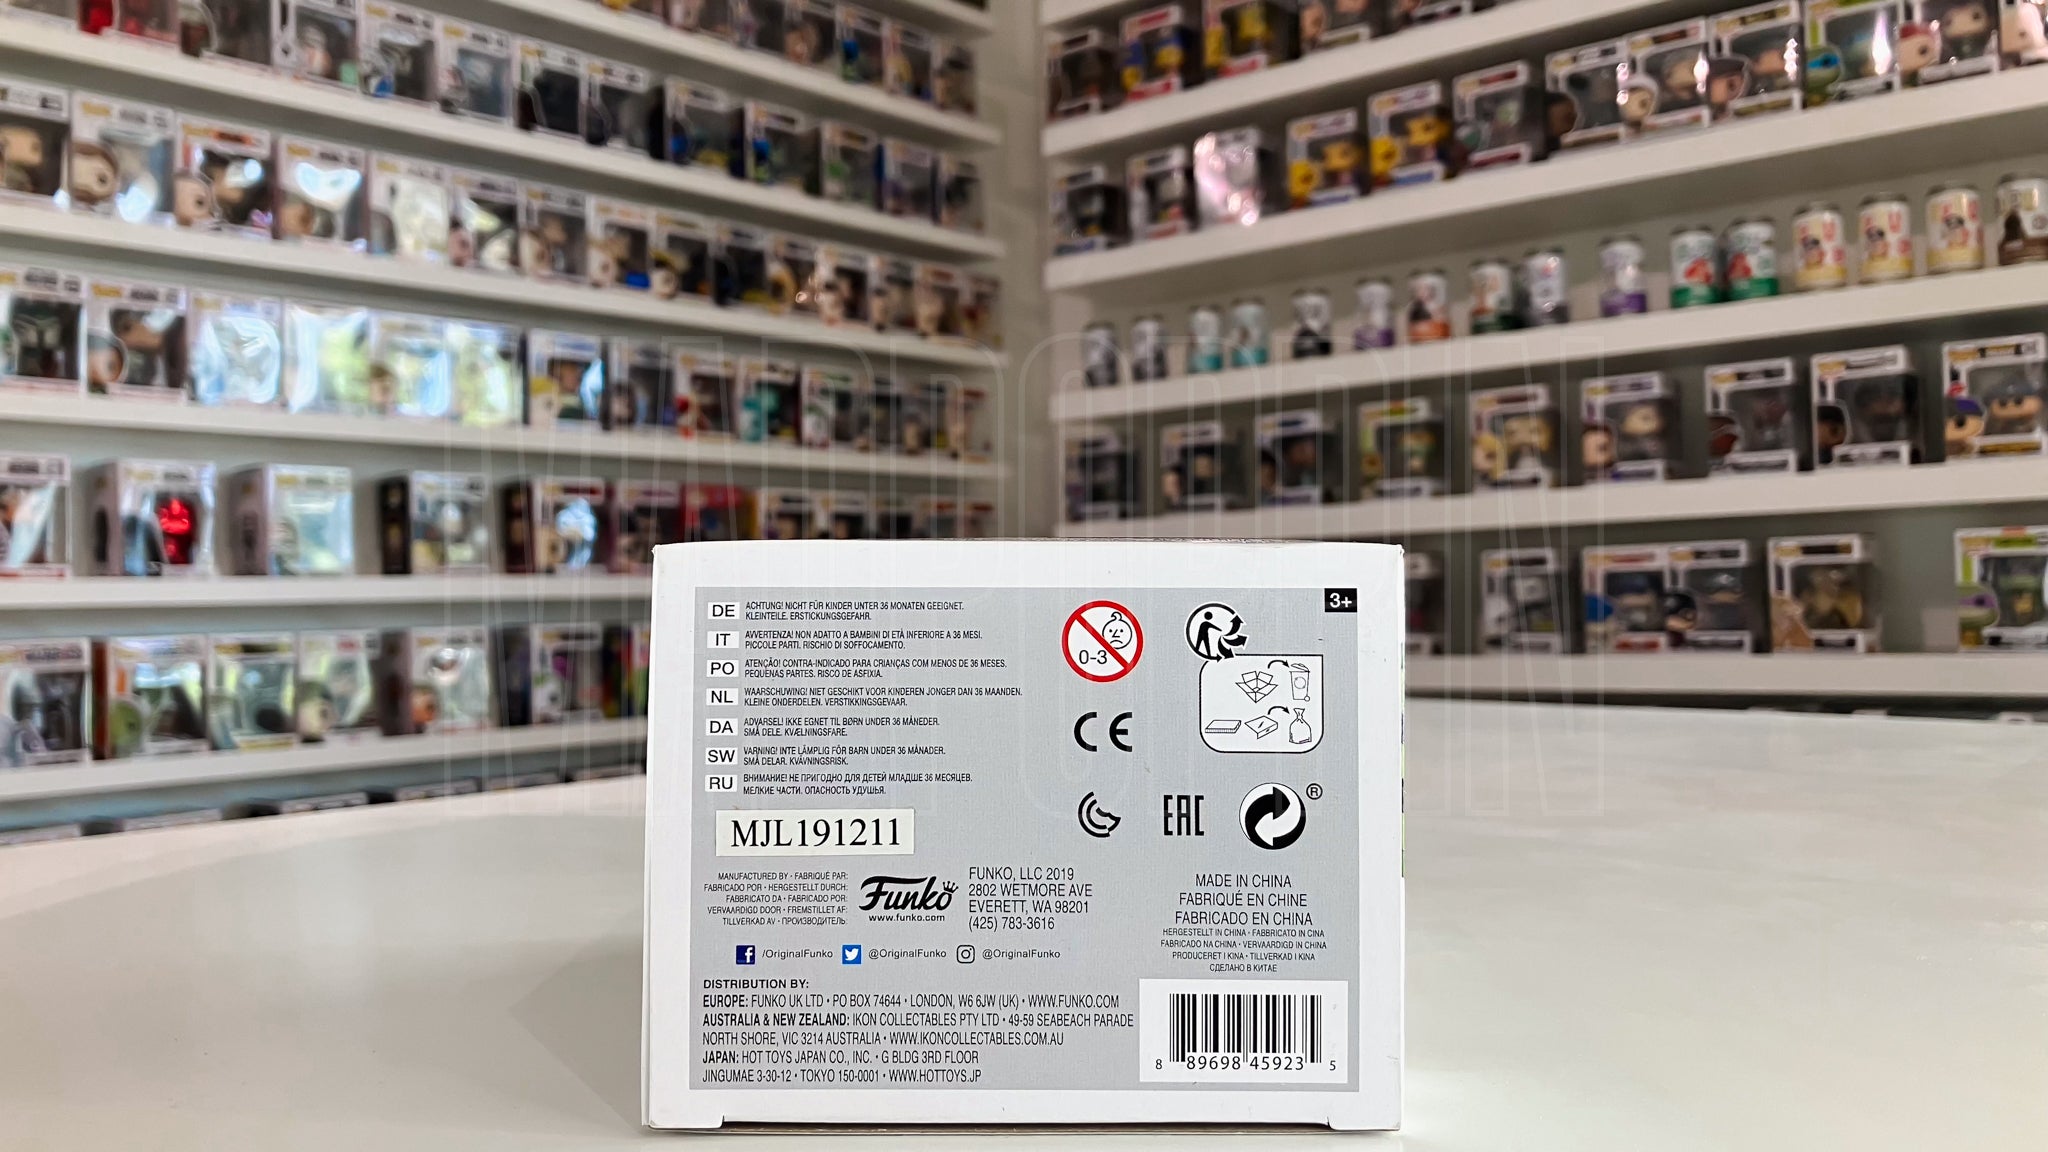 3+
DE ACHTUNG! NICHT FÜR KINDER UNTER 36 MONATEN GEEIGNET.
KLEINTEILE. ERSTICKUNGSGEFAHR.
IT AVVERTENZA! NON ADATTO A BAMBINI DI ETÀ INFERIORE A 36 MESI.
PICCOLE PARTI. RISCHIO DI SOFFOCAMENTO.
PO ATENÇÃO! CONTRA-INDICADO PARA CRIANÇAS COM MENOS DE 36 MESES.
PEQUENAS PARTES. RISCO DE ASFIXIA.
NL WAARSCHUWING! NIET GESCHIKT VOOR KINDEREN JONGER DAN 36 MAANDEN.
KLEINE ONDERDELEN. VERSTIKKINGSGEVAAR.
DA ADVARSEL! IKKE EGNET TIL BØRN UNDER 36 MÅNEDER.
SMÅ DELE. KVÆLNINGSFARE.
SW VARNING! INTE LÄMPLIG FÖR BARN UNDER 36 MÅNADER.
SMÅ DELAR. KVÄVNINGSRISK.
RU ВНИМАНИЕ! НЕ ПРИГОДНО ДЛЯ ДЕТЕЙ МЛАДШЕ 36 МЕСЯЦЕВ.
МЕЛКИЕ ЧАСТИ. ОПАСНОСТЬ УДУШЬЯ.
0-3
CE
EAC
®
MJL191211
MANUFACTURED BY • FABRIQUÉ PAR:
FABRICADO POR • HERGESTELLT DURCH:
FABBRICATO DA • FABRICADO POR:
VERVAARDIGD DOOR • FREMSTILLET AF:
TILLVERKAD AV • ПРОИЗВОДИТЕЛЬ:
Funko
www.funko.com
FUNKO, LLC 2019
2802 WETMORE AVE
EVERETT, WA 98201
(425) 783-3616
/OriginalFunko @OriginalFunko @OriginalFunko
MADE IN CHINA
FABRIQUÉ EN CHINE
FABRICADO EN CHINA
HERGESTELLT IN CHINA • FABBRICATO IN CINA
FABRICADO NA CHINA • VERVAARDIGD IN CHINA
PRODUCERET I KINA • TILLVERKAD I KINA
СДЕЛАНО В КИТАЕ
DISTRIBUTION BY:
EUROPE: FUNKO UK LTD • PO BOX 74644 • LONDON, W6 6JW (UK) • WWW.FUNKO.COM
AUSTRALIA & NEW ZEALAND: IKON COLLECTABLES PTY LTD • 49-59 SEABEACH PARADE
NORTH SHORE, VIC 3214 AUSTRALIA • WWW.IKONCOLLECTABLES.COM.AU
JAPAN: HOT TOYS JAPAN CO., INC. • G BLDG 3RD FLOOR
JINGUMAE 3-30-12 • TOKYO 150-0001 • WWW.HOTTOYS.JP
8 89698 45923 5